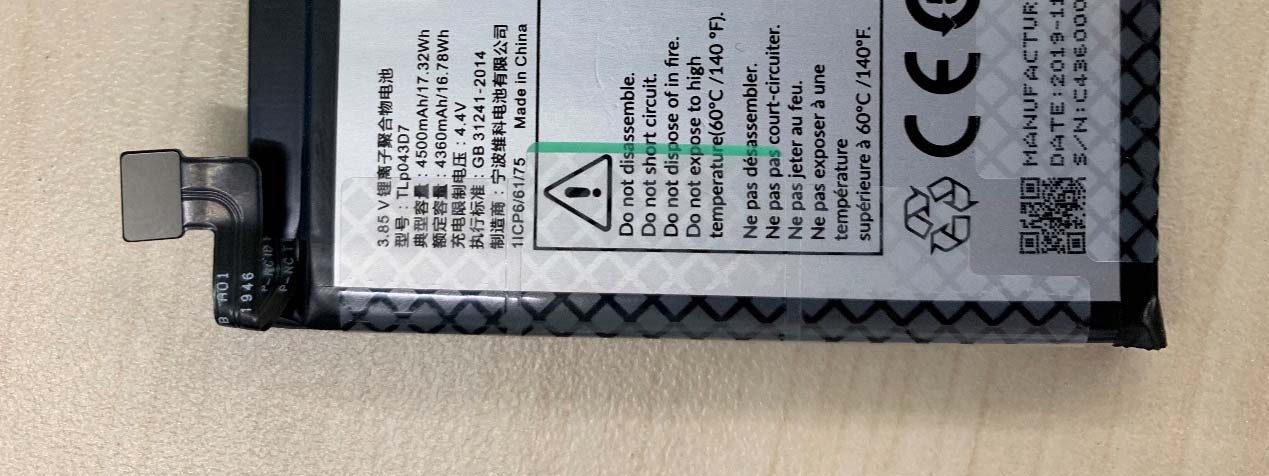 3.85 V 锂离子聚合物电池
型号：TLp043D7
典型容量：4500mAh/17.32Wh
额定容量：4360mAh/16.78Wh
充电限制电压：4.4V
执行标准：GB 31241-2014
制造商：宁波维科电池有限公司
1ICP6/61/75 Made in China
Do not disassemble.
Do not short circuit.
Do not dispose of in fire.
Do not expose to high
temperature(60°C /140 °F).
Ne pas désassembler.
Ne pas pas court-circuiter.
Ne pas jeter au feu.
Ne pas exposer à une
température
supérieure à 60°C /140°F.
CE
MANUFACTUR
DATE:2019-11
S/N:C436000
B A01
1946